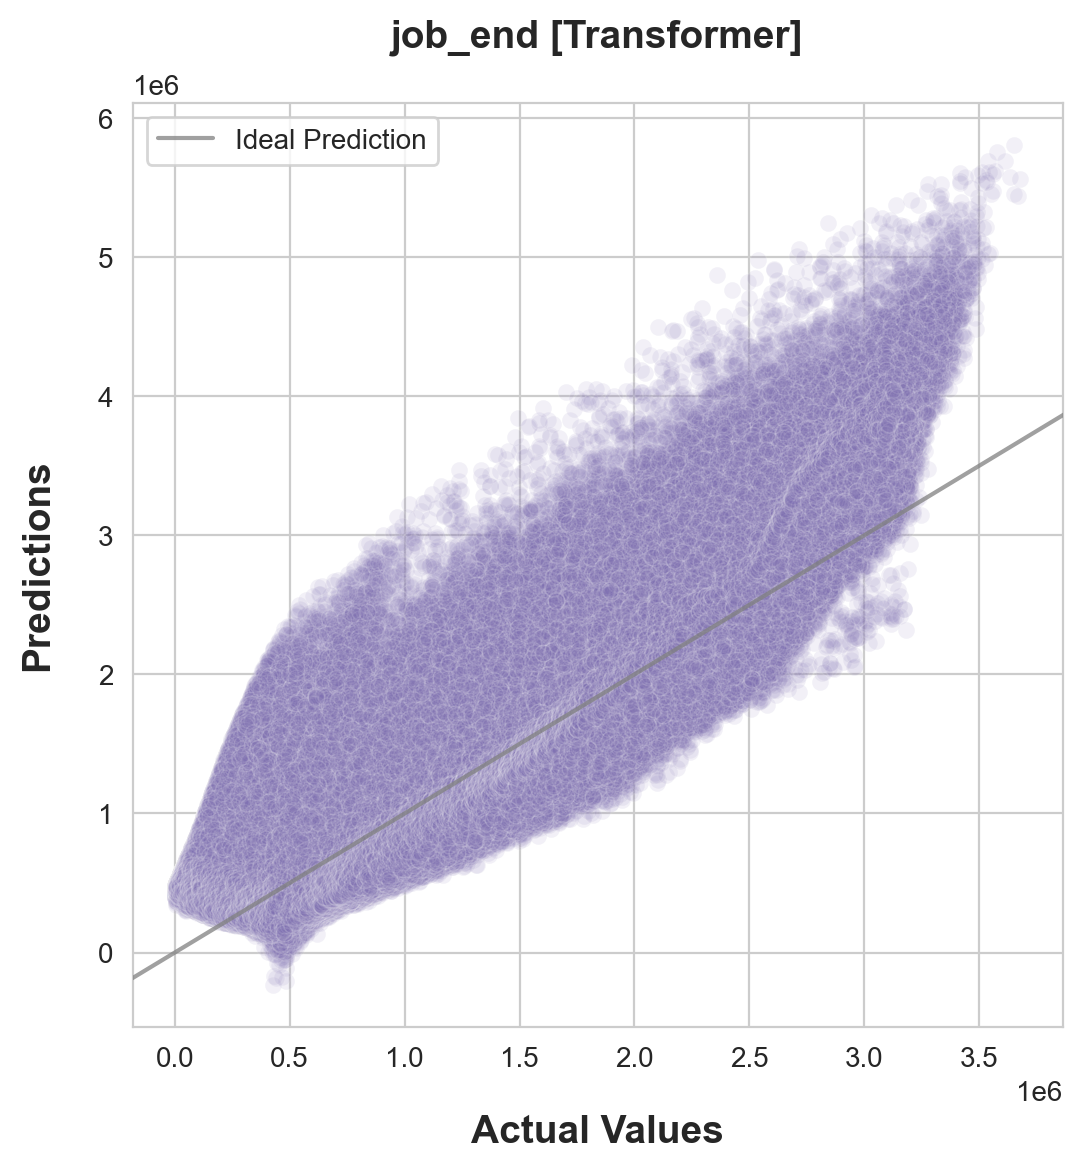 job_end [Transformer]
1e6
Ideal Prediction
6
5
4
3
2
1
0
Predictions
0.0 0.5 1.0 1.5 2.0 2.5 3.0 3.5
1e6
Actual Values